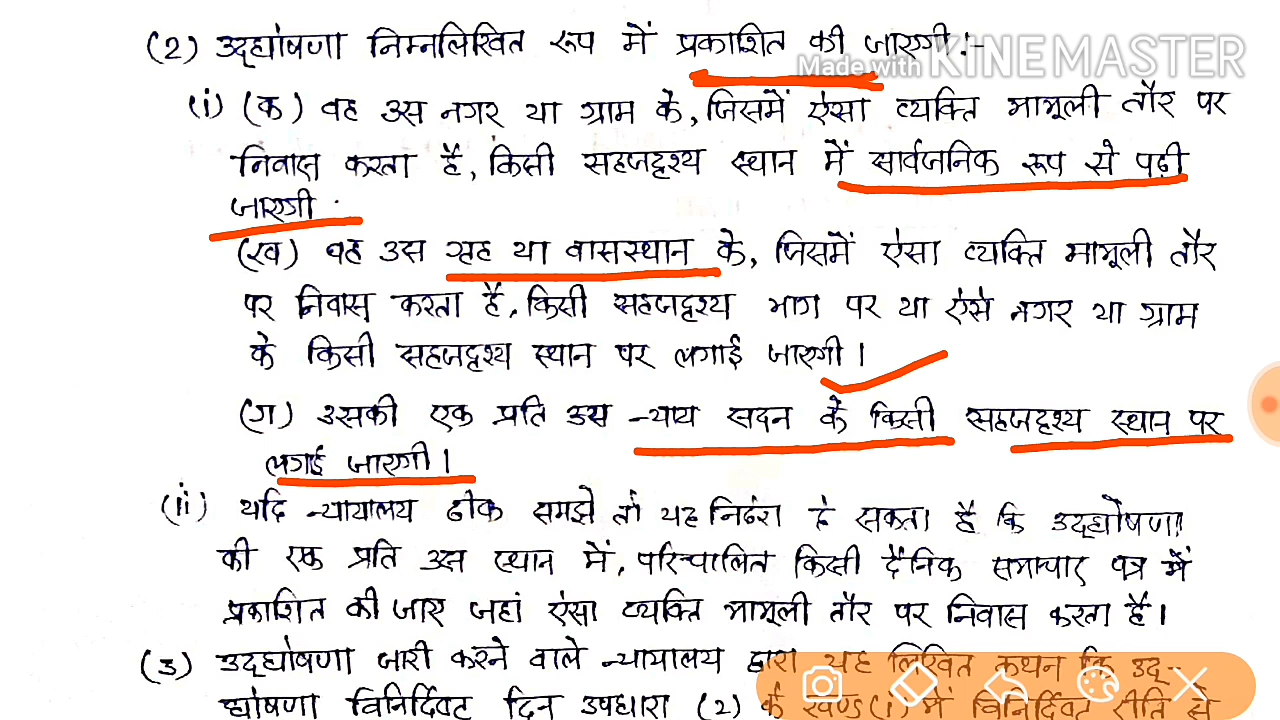 (2) उद्घोषणा निम्नलिखित रूप में प्रकाशित की जाएगी:-
Made with KINEMASTER
(i) (क) वह उस नगर या ग्राम के, जिसमें ऐसा व्यक्ति मामूली तौर पर
निवास करता है, किसी सहजदृश्य स्थान में सार्वजनिक रूप से पढ़ी
जाएगी.
(ख) वह उस गृह या वासस्थान के, जिसमें ऐसा व्यक्ति मामूली तौर
पर निवास करता है, किसी सहजदृश्य भाग पर या ऐसे नगर या ग्राम
के किसी सहजदृश्य स्थान पर लगाई जाएगी।
(ग) उसकी एक प्रति उस न्याय सदन के किसी सहजदृश्य स्थान पर
लगाई जाएगी।
(ii) यदि न्यायालय ठीक समझे तो यह निर्देश दे सकता है कि उद्घोषणा
की एक प्रति उस स्थान में, परिचालित किसी दैनिक समाचार पत्र में
प्रकाशित की जाए जहां ऐसा व्यक्ति मामूली तौर पर निवास करता है।
(3) उद्घोषणा जारी करने वाले न्यायालय द्वारा यह लिखित कथन कि उद्-
घोषणा विनिर्दिष्ट दिन उपधारा (2) के खण्ड (i) में विनिर्दिष्ट रीति से